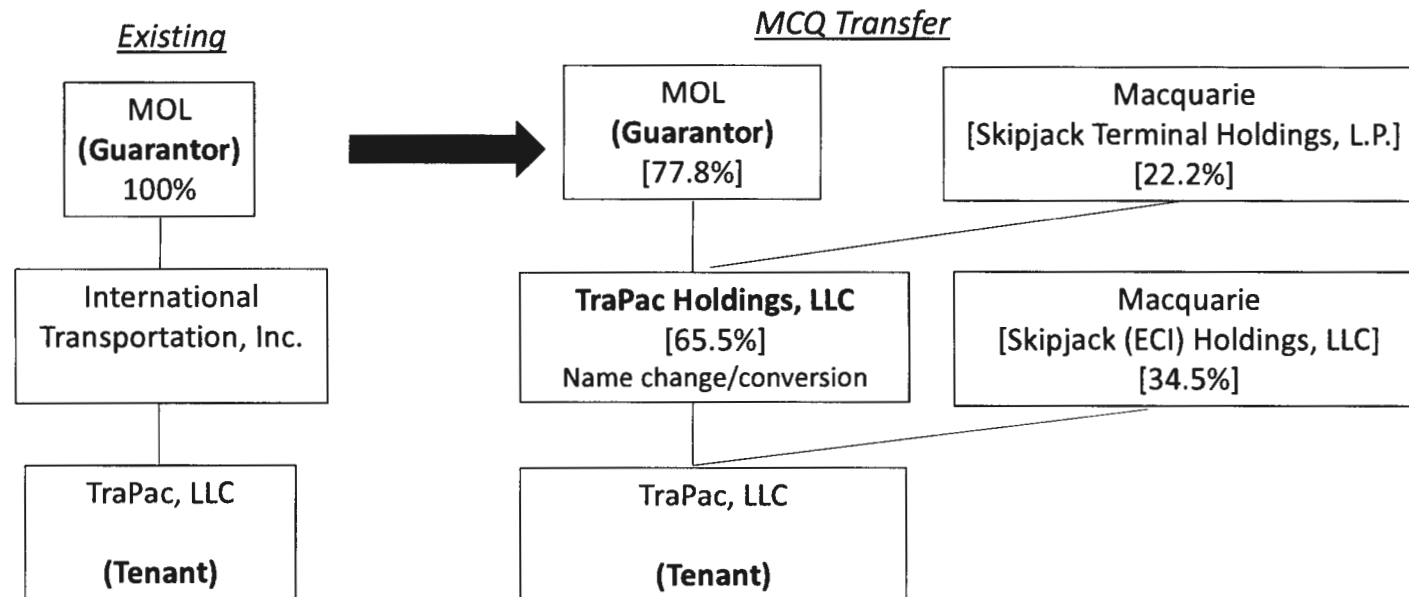 Existing
MCQ Transfer
MOL
(Guarantor)
100%
MOL
(Guarantor)
[77.8%]
Macquarie
[Skipjack Terminal Holdings, L.P.]
[22.2%]
International
Transportation, Inc.
TraPac Holdings, LLC
[65.5%]
Name change/conversion
Macquarie
[Skipjack (ECI) Holdings, LLC]
[34.5%]
TraPac, LLC
(Tenant)
TraPac, LLC
(Tenant)